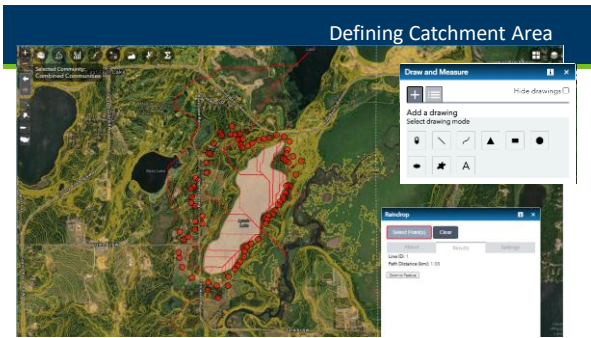 Defining Catchment Area
Selected Community:
Combined Communities
Draw and Measure
Hide drawings
Add a drawing
Select drawing mode
A
Raindrop
Select Point(s)
Clear
About
Results
Settings
Line ID: 1
Path Distance (km): 1.03
Zoom to Feature